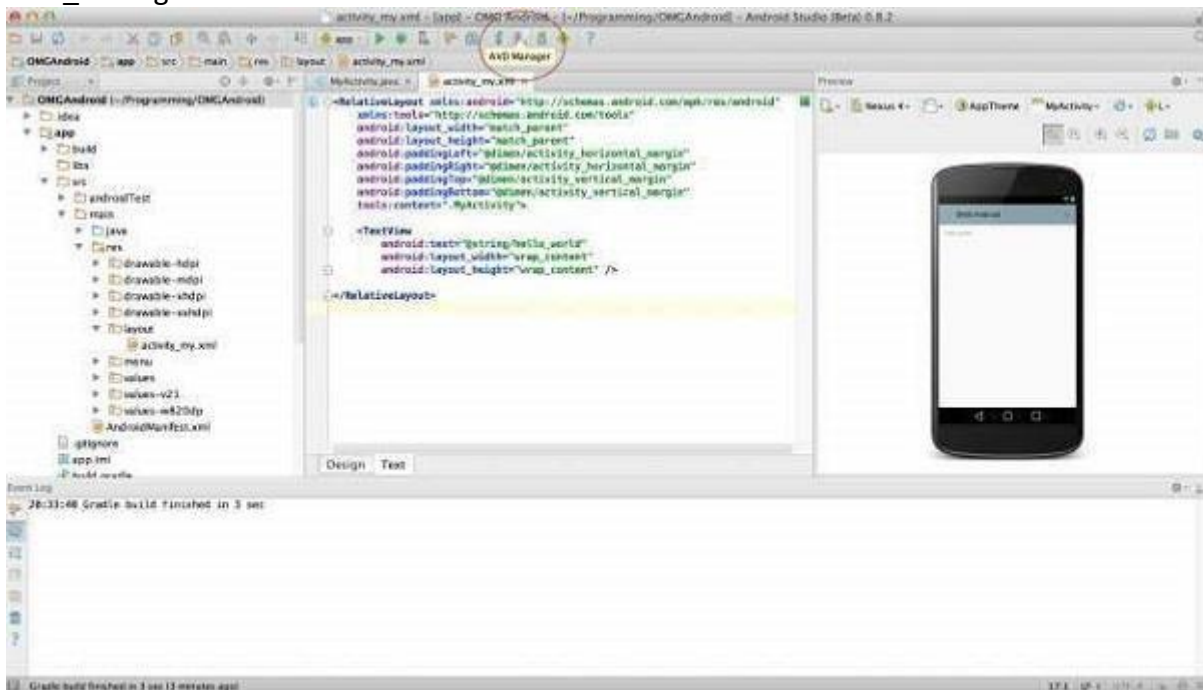 activity_my.xml - [app] - OMGAndroid - [~/Programming/OMGAndroid] - Android Studio (Beta) 0.8.2
app
AVD Manager
OMGAndroid app src main res layout activity_my.xml
Project
MyActivity.java activity_my.xml
Preview
OMGAndroid (~/Programming/OMGAndroid)
.idea
app
build
libs
src
androidTest
main
java
res
drawable-hdpi
drawable-mdpi
drawable-xhdpi
drawable-xxhdpi
layout
activity_my.xml
menu
values
values-v21
values-w820dp
AndroidManifest.xml
.gitignore
app.iml
build.gradle
<RelativeLayout xmlns:android="http://schemas.android.com/apk/res/android"
xmlns:tools="http://schemas.android.com/tools"
android:layout_width="match_parent"
android:layout_height="match_parent"
android:paddingLeft="@dimen/activity_horizontal_margin"
android:paddingRight="@dimen/activity_horizontal_margin"
android:paddingTop="@dimen/activity_vertical_margin"
android:paddingBottom="@dimen/activity_vertical_margin"
tools:context=".MyActivity">
<TextView
android:text="@string/hello_world"
android:layout_width="wrap_content"
android:layout_height="wrap_content" />
</RelativeLayout>
Design Text
Nexus 4 AppTheme MyActivity L
Event Log
20:33:40 Gradle build finished in 3 sec
Gradle build finished in 3 sec (3 minutes ago)
17:1